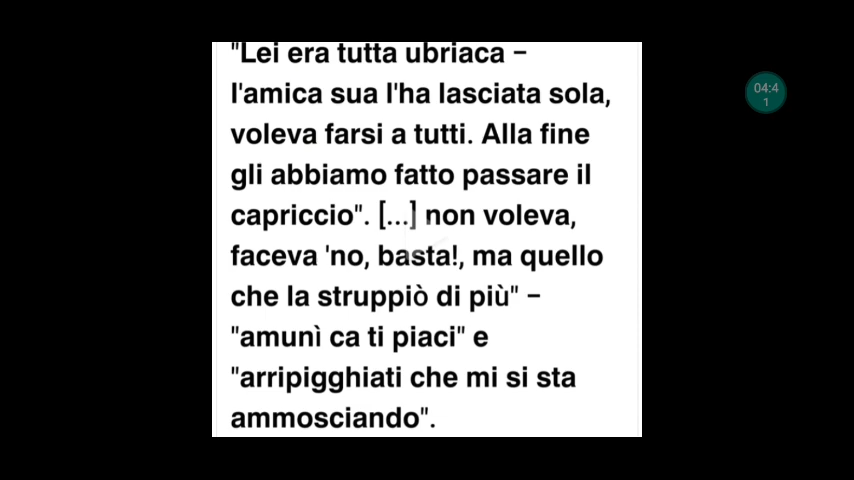 "Lei era tutta ubriaca –
l'amica sua l'ha lasciata sola,
voleva farsi a tutti. Alla fine
gli abbiamo fatto passare il
capriccio". [...] non voleva,
faceva 'no, basta!, ma quello
che la struppiò di più" –
"amunì ca ti piaci" e
"arripigghiati che mi si sta
ammosciando".
04:4
1